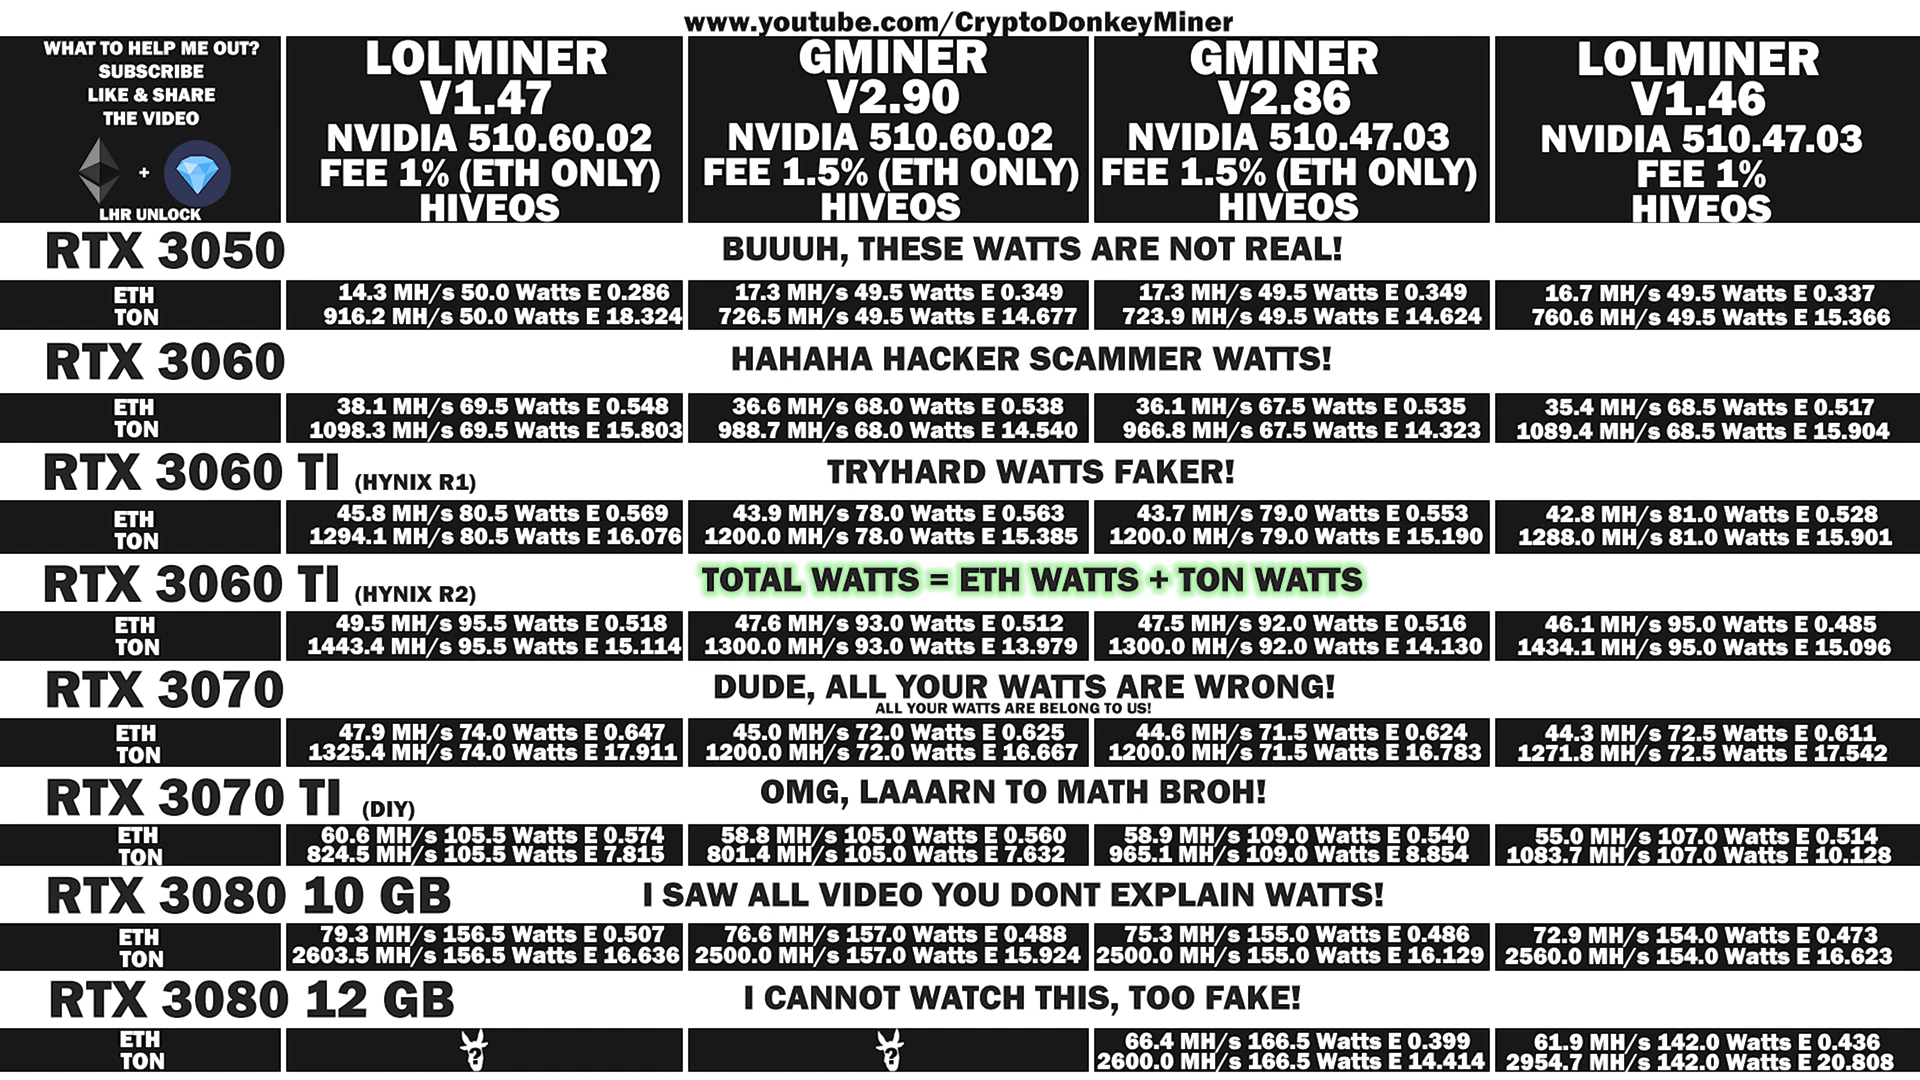 www.youtube.com/CryptoDonkeyMiner
WHAT TO HELP ME OUT?
SUBSCRIBE
LIKE & SHARE
THE VIDEO
+
LHR UNLOCK
LOLMINER
V1.47
NVIDIA 510.60.02
FEE 1% (ETH ONLY)
HIVEOS
GMINER
V2.90
NVIDIA 510.60.02
FEE 1.5% (ETH ONLY)
HIVEOS
GMINER
V2.86
NVIDIA 510.47.03
FEE 1.5% (ETH ONLY)
HIVEOS
LOLMINER
V1.46
NVIDIA 510.47.03
FEE 1%
HIVEOS
RTX 3050 BUUUH, THESE WATTS ARE NOT REAL!
ETH 14.3 MH/s 50.0 Watts E 0.286 17.3 MH/s 49.5 Watts E 0.349 17.3 MH/s 49.5 Watts E 0.349 16.7 MH/s 49.5 Watts E 0.337
TON 916.2 MH/s 50.0 Watts E 18.324 726.5 MH/s 49.5 Watts E 14.677 723.9 MH/s 49.5 Watts E 14.624 760.6 MH/s 49.5 Watts E 15.366
RTX 3060 HAHAHA HACKER SCAMMER WATTS!
ETH 38.1 MH/s 69.5 Watts E 0.548 36.6 MH/s 68.0 Watts E 0.538 36.1 MH/s 67.5 Watts E 0.535 35.4 MH/s 68.5 Watts E 0.517
TON 1098.3 MH/s 69.5 Watts E 15.803 988.7 MH/s 68.0 Watts E 14.540 966.8 MH/s 67.5 Watts E 14.323 1089.4 MH/s 68.5 Watts E 15.904
RTX 3060 TI (HYNIX R1) TRYHARD WATTS FAKER!
ETH 45.8 MH/s 80.5 Watts E 0.569 43.9 MH/s 78.0 Watts E 0.563 43.7 MH/s 79.0 Watts E 0.553 42.8 MH/s 81.0 Watts E 0.528
TON 1294.1 MH/s 80.5 Watts E 16.076 1200.0 MH/s 78.0 Watts E 15.385 1200.0 MH/s 79.0 Watts E 15.190 1288.0 MH/s 81.0 Watts E 15.901
RTX 3060 TI (HYNIX R2) TOTAL WATTS = ETH WATTS + TON WATTS
ETH 49.5 MH/s 95.5 Watts E 0.518 47.6 MH/s 93.0 Watts E 0.512 47.5 MH/s 92.0 Watts E 0.516 46.1 MH/s 95.0 Watts E 0.485
TON 1443.4 MH/s 95.5 Watts E 15.114 1300.0 MH/s 93.0 Watts E 13.979 1300.0 MH/s 92.0 Watts E 14.130 1434.1 MH/s 95.0 Watts E 15.096
RTX 3070 DUDE, ALL YOUR WATTS ARE WRONG!
ALL YOUR WATTS ARE BELONG TO US!
ETH 47.9 MH/s 74.0 Watts E 0.647 45.0 MH/s 72.0 Watts E 0.625 44.6 MH/s 71.5 Watts E 0.624 44.3 MH/s 72.5 Watts E 0.611
TON 1325.4 MH/s 74.0 Watts E 17.911 1200.0 MH/s 72.0 Watts E 16.667 1200.0 MH/s 71.5 Watts E 16.783 1271.8 MH/s 72.5 Watts E 17.542
RTX 3070 TI (DIY) OMG, LAAARN TO MATH BROH!
ETH 60.6 MH/s 105.5 Watts E 0.574 58.8 MH/s 105.0 Watts E 0.560 58.9 MH/s 109.0 Watts E 0.540 55.0 MH/s 107.0 Watts E 0.514
TON 824.5 MH/s 105.5 Watts E 7.815 801.4 MH/s 105.0 Watts E 7.632 965.1 MH/s 109.0 Watts E 8.854 1083.7 MH/s 107.0 Watts E 10.128
RTX 3080 10 GB I SAW ALL VIDEO YOU DONT EXPLAIN WATTS!
ETH 79.3 MH/s 156.5 Watts E 0.507 76.6 MH/s 157.0 Watts E 0.488 75.3 MH/s 155.0 Watts E 0.486 72.9 MH/s 154.0 Watts E 0.473
TON 2603.5 MH/s 156.5 Watts E 16.636 2500.0 MH/s 157.0 Watts E 15.924 2500.0 MH/s 155.0 Watts E 16.129 2560.0 MH/s 154.0 Watts E 16.623
RTX 3080 12 GB I CANNOT WATCH THIS, TOO FAKE!
ETH ? ? 66.4 MH/s 166.5 Watts E 0.399 61.9 MH/s 142.0 Watts E 0.436
TON 2600.0 MH/s 166.5 Watts E 14.414 2954.7 MH/s 142.0 Watts E 20.808